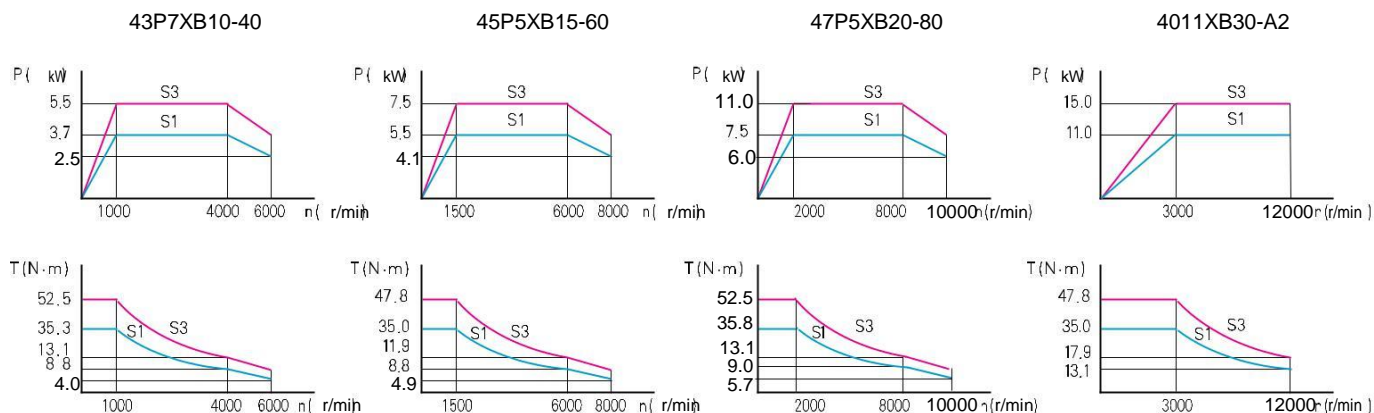 43P7XB10-40
45P5XB15-60
47P5XB20-80
4011XB30-A2
P( kW)
5.5
3.7
2.5
S3
S1
1000
4000
6000
n( r/min)
P( kW)
7.5
5.5
4.1
S3
S1
1500
6000
8000
n( r/min)
P( kW)
11.0
7.5
6.0
S3
S1
2000
8000
10000
n(r/min)
P( kW)
15.0
11.0
S3
S1
3000
12000
n(r/min )
T(N·m)
52.5
35.3
13.1
8.8
4.0
S1
S3
1000
4000
6000
n( r/min)
T(N·m)
47.8
35.0
11.9
8.8
4.9
S1
S3
1500
6000
8000
n( r/min)
T(N·m)
52.5
35.8
13.1
9.0
5.7
S1
S3
2000
8000
10000
n(r/min)
T(N·m)
47.8
35.0
17.9
13.1
S1
S3
3000
12000
n(r/min )